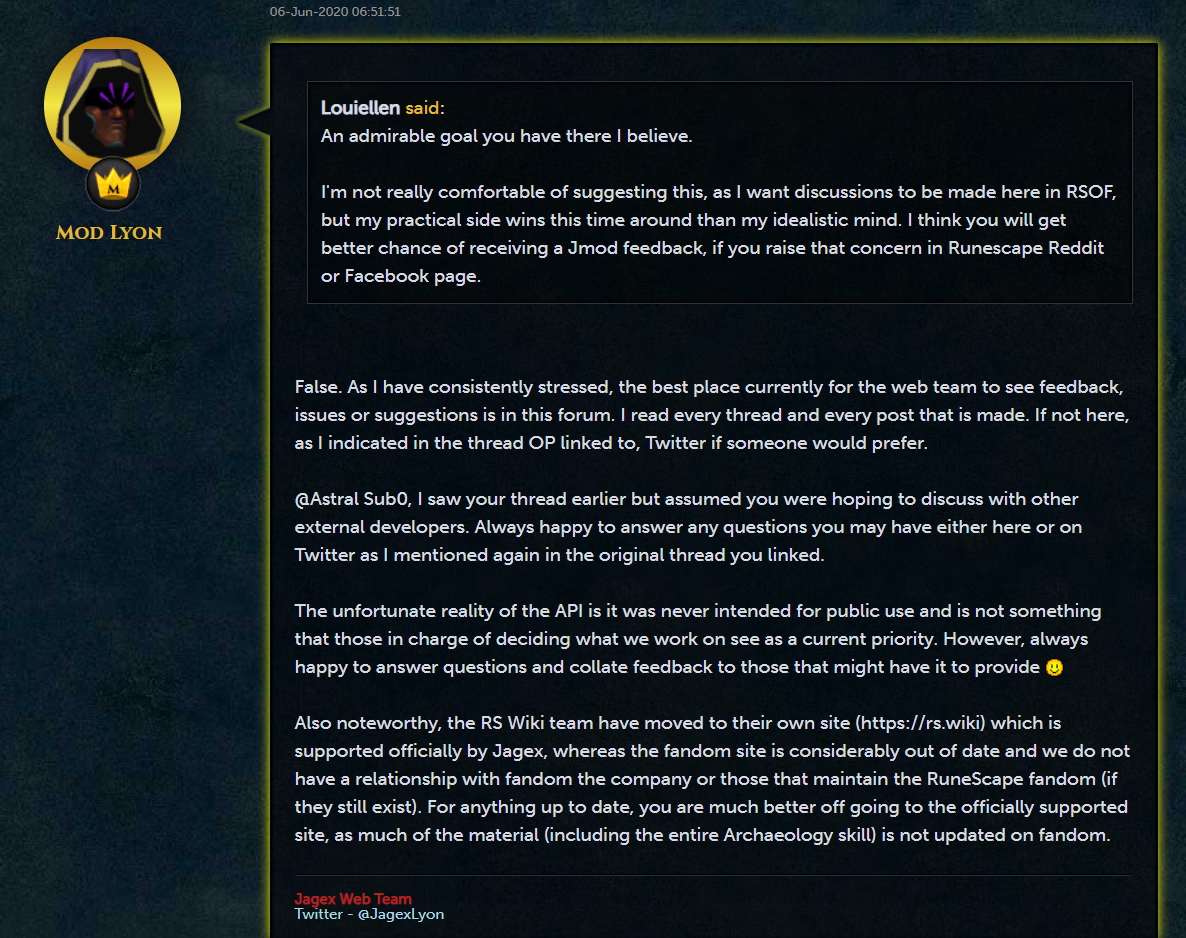 06-Jun-2020 06:51:51
M
MOD LYON
Louiellen said:
An admirable goal you have there I believe.
I'm not really comfortable of suggesting this, as I want discussions to be made here in RSOF,
but my practical side wins this time around than my idealistic mind. I think you will get
better chance of receiving a Jmod feedback, if you raise that concern in Runescape Reddit
or Facebook page.
False. As I have consistently stressed, the best place currently for the web team to see feedback,
issues or suggestions is in this forum. I read every thread and every post that is made. If not here,
as I indicated in the thread OP linked to, Twitter if someone would prefer.
@Astral Sub0, I saw your thread earlier but assumed you were hoping to discuss with other
external developers. Always happy to answer any questions you may have either here or on
Twitter as I mentioned again in the original thread you linked.
The unfortunate reality of the API is it was never intended for public use and is not something
that those in charge of deciding what we work on see as a current priority. However, always
happy to answer questions and collate feedback to those that might have it to provide
Also noteworthy, the RS Wiki team have moved to their own site (https://rs.wiki) which is
supported officially by Jagex, whereas the fandom site is considerably out of date and we do not
have a relationship with fandom the company or those that maintain the RuneScape fandom (if
they still exist). For anything up to date, you are much better off going to the officially supported
site, as much of the material (including the entire Archaeology skill) is not updated on fandom.
Jagex Web Team
Twitter - @JagexLyon